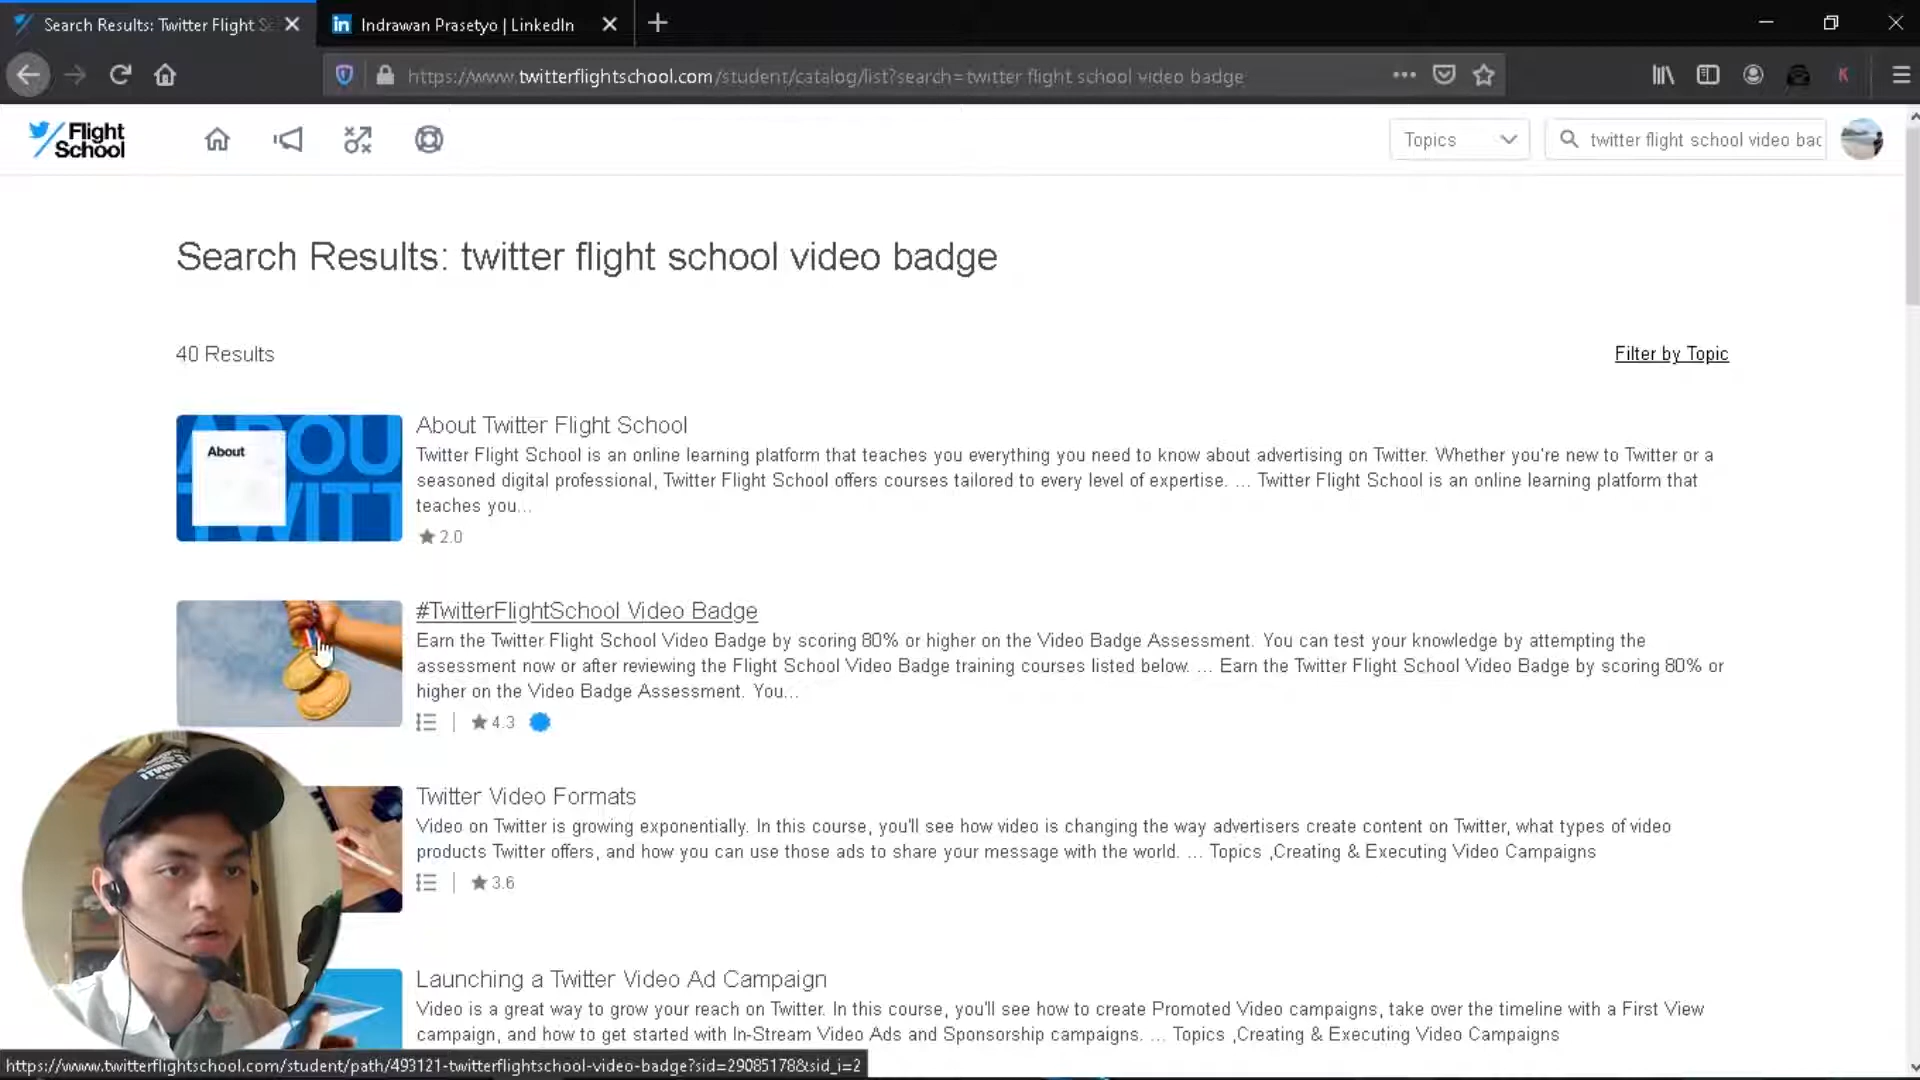 Search Results: Twitter Flight S
Indrawan Prasetyo | LinkedIn
https://www.twitterflightschool.com/student/catalog/list?search=twitter flight school video badge
Flight
School
Topics
twitter flight school video bad
Search Results: twitter flight school video badge
40 Results
Filter by Topic
ABOU
TWITT
About
About Twitter Flight School
Twitter Flight School is an online learning platform that teaches you everything you need to know about advertising on Twitter. Whether you're new to Twitter or a
seasoned digital professional, Twitter Flight School offers courses tailored to every level of expertise. ... Twitter Flight School is an online learning platform that
teaches you...
2.0
#TwitterFlightSchool Video Badge
Earn the Twitter Flight School Video Badge by scoring 80% or higher on the Video Badge Assessment. You can test your knowledge by attempting the
assessment now or after reviewing the Flight School Video Badge training courses listed below. ... Earn the Twitter Flight School Video Badge by scoring 80% or
higher on the Video Badge Assessment. You...
4.3
Twitter Video Formats
Video on Twitter is growing exponentially. In this course, you'll see how video is changing the way advertisers create content on Twitter, what types of video
products Twitter offers, and how you can use those ads to share your message with the world. ... Topics ,Creating & Executing Video Campaigns
3.6
Launching a Twitter Video Ad Campaign
Video is a great way to grow your reach on Twitter. In this course, you'll see how to create Promoted Video campaigns, take over the timeline with a First View
campaign, and how to get started with In-Stream Video Ads and Sponsorship campaigns. ... Topics ,Creating & Executing Video Campaigns
https://www.twitterflightschool.com/student/path/493121-twitterflightschool-video-badge?sid=29085178&sid_i=2